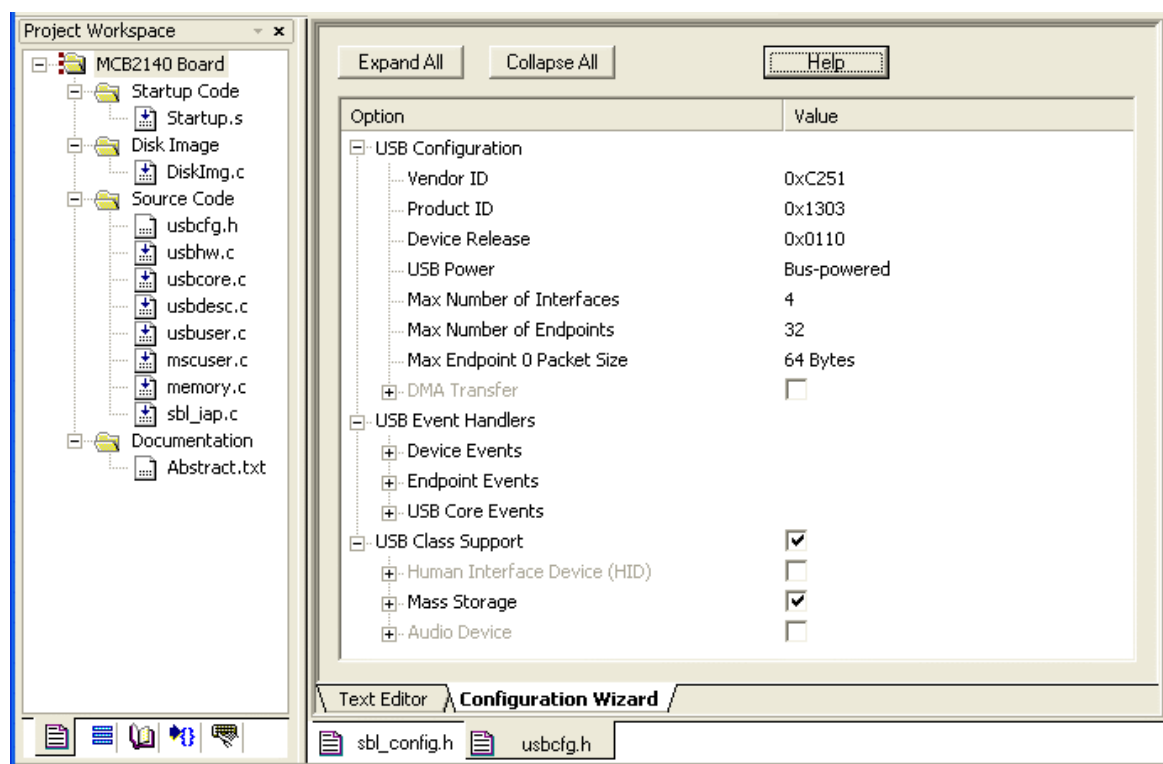 Project Workspace
MCB2140 Board
Startup Code
Startup.s
Disk Image
DiskImg.c
Source Code
usbcfg.h
usbhw.c
usbcore.c
usbdesc.c
usbuser.c
mscuser.c
memory.c
sbl_iap.c
Documentation
Abstract.txt
Expand All Collapse All Help
Option Value
USB Configuration
Vendor ID 0xC251
Product ID 0x1303
Device Release 0x0110
USB Power Bus-powered
Max Number of Interfaces 4
Max Number of Endpoints 32
Max Endpoint 0 Packet Size 64 Bytes
DMA Transfer
USB Event Handlers
Device Events
Endpoint Events
USB Core Events
USB Class Support
Human Interface Device (HID)
Mass Storage
Audio Device
Text Editor Configuration Wizard
sbl_config.h usbcfg.h